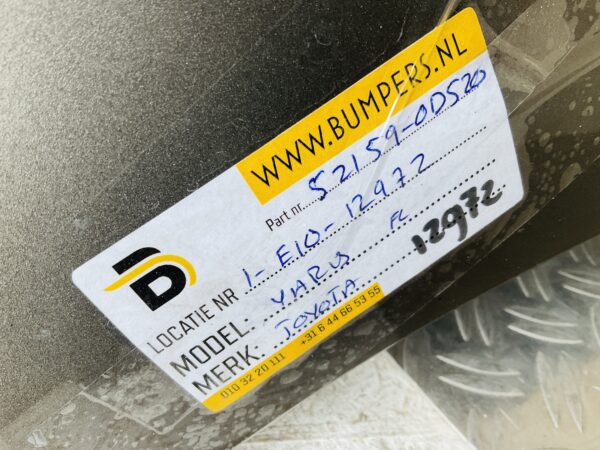 WWW.BUMPERS.NL
Part nr. 52159-0D520
LOCATIE NR 1-E10-12972
MODEL: YARIS FL
MERK: TOYOTA 12972
010 32 20 111 +31 6 44 66 53 55